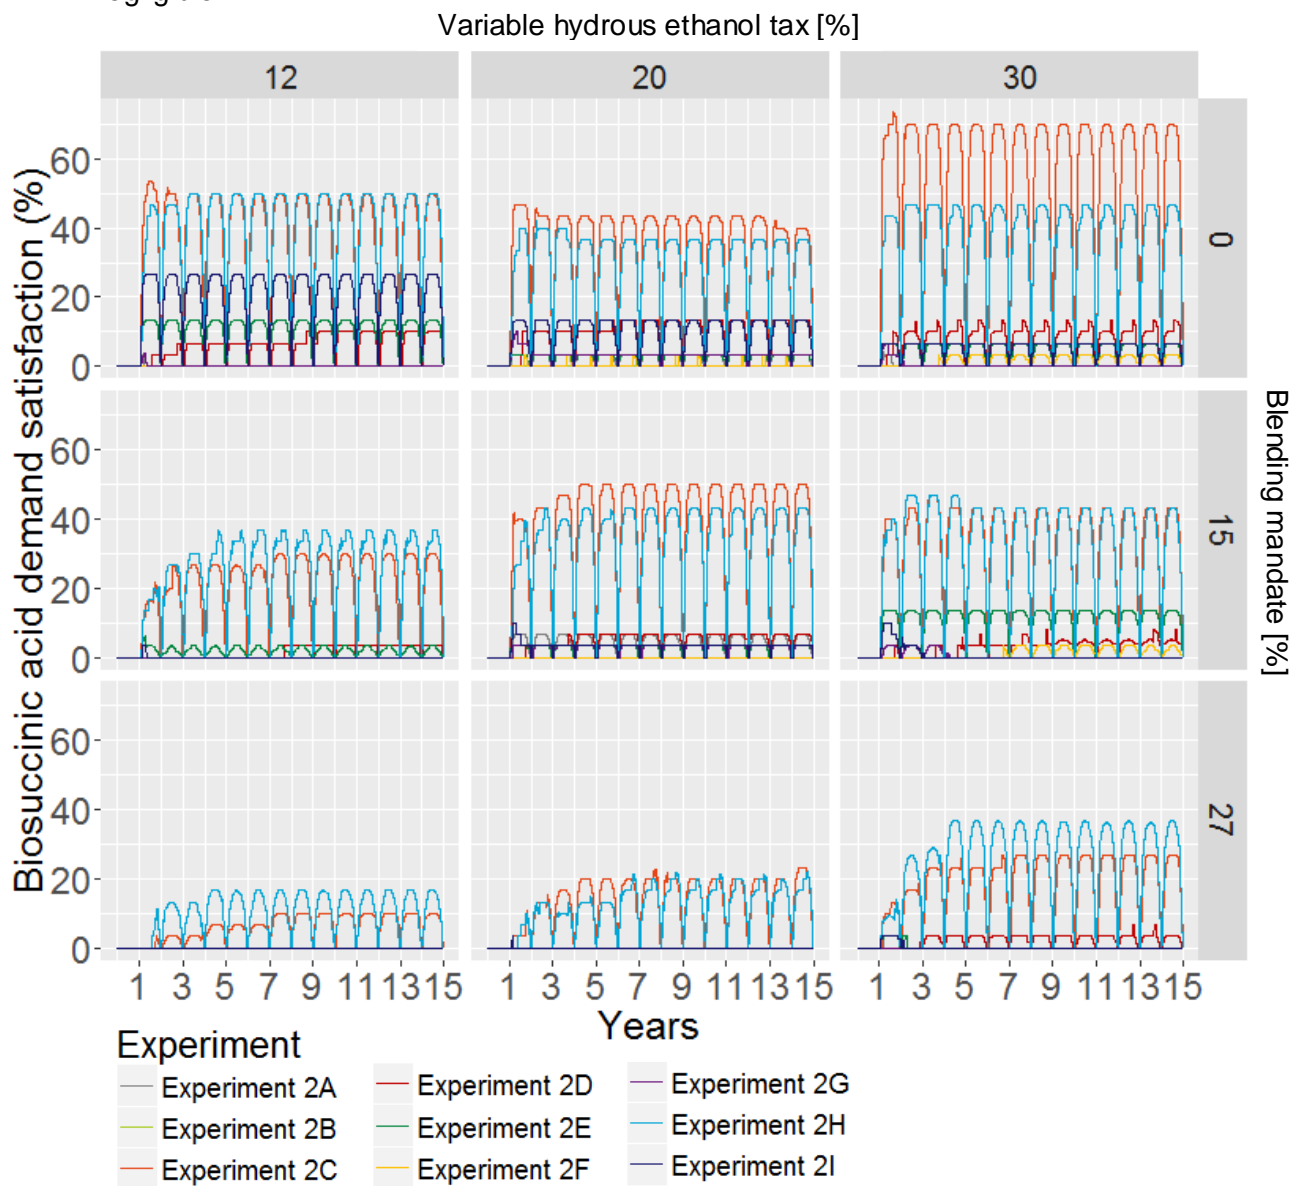 Variable hydrous ethanol tax [%]
12 20 30
Biosuccinic acid demand satisfaction (%)
60
40
20
0
0
60
40
20
0
15
Blending mandate [%]
60
40
20
0
27
1 3 5 7 9 11 13 15 1 3 5 7 9 11 13 15 1 3 5 7 9 11 13 15
Years
Experiment
Experiment 2A Experiment 2D Experiment 2G
Experiment 2B Experiment 2E Experiment 2H
Experiment 2C Experiment 2F Experiment 2I